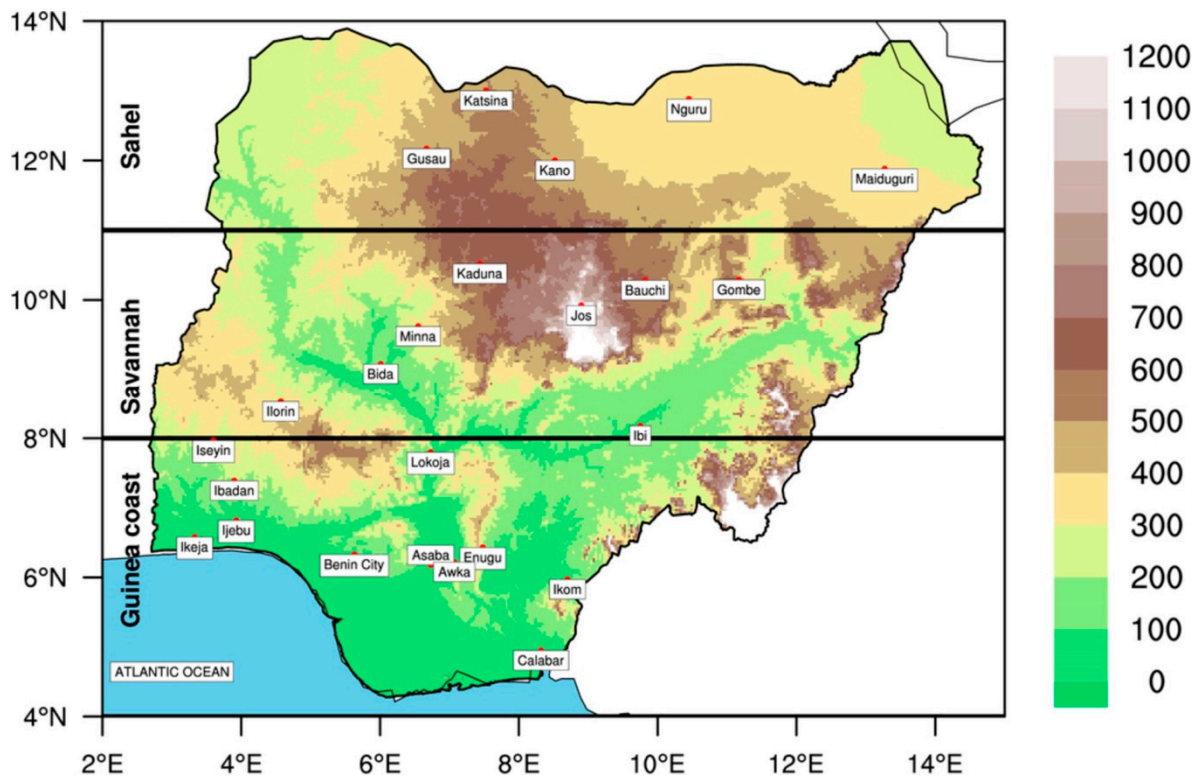 14°N
12°N
10°N
8°N
6°N
4°N
2°E
4°E
6°E
8°E
10°E
12°E
14°E
Sahel
Savannah
Guinea coast
Katsina
Nguru
Gusau
Kano
Maiduguri
Kaduna
Bauchi
Gombe
Jos
Minna
Bida
Ilorin
Ibi
Iseyin
Lokoja
Ibadan
Ijebu
Ikeja
Benin City
Asaba
Enugu
Awka
Ikom
Calabar
ATLANTIC OCEAN
1200
1100
1000
900
800
700
600
500
400
300
200
100
0